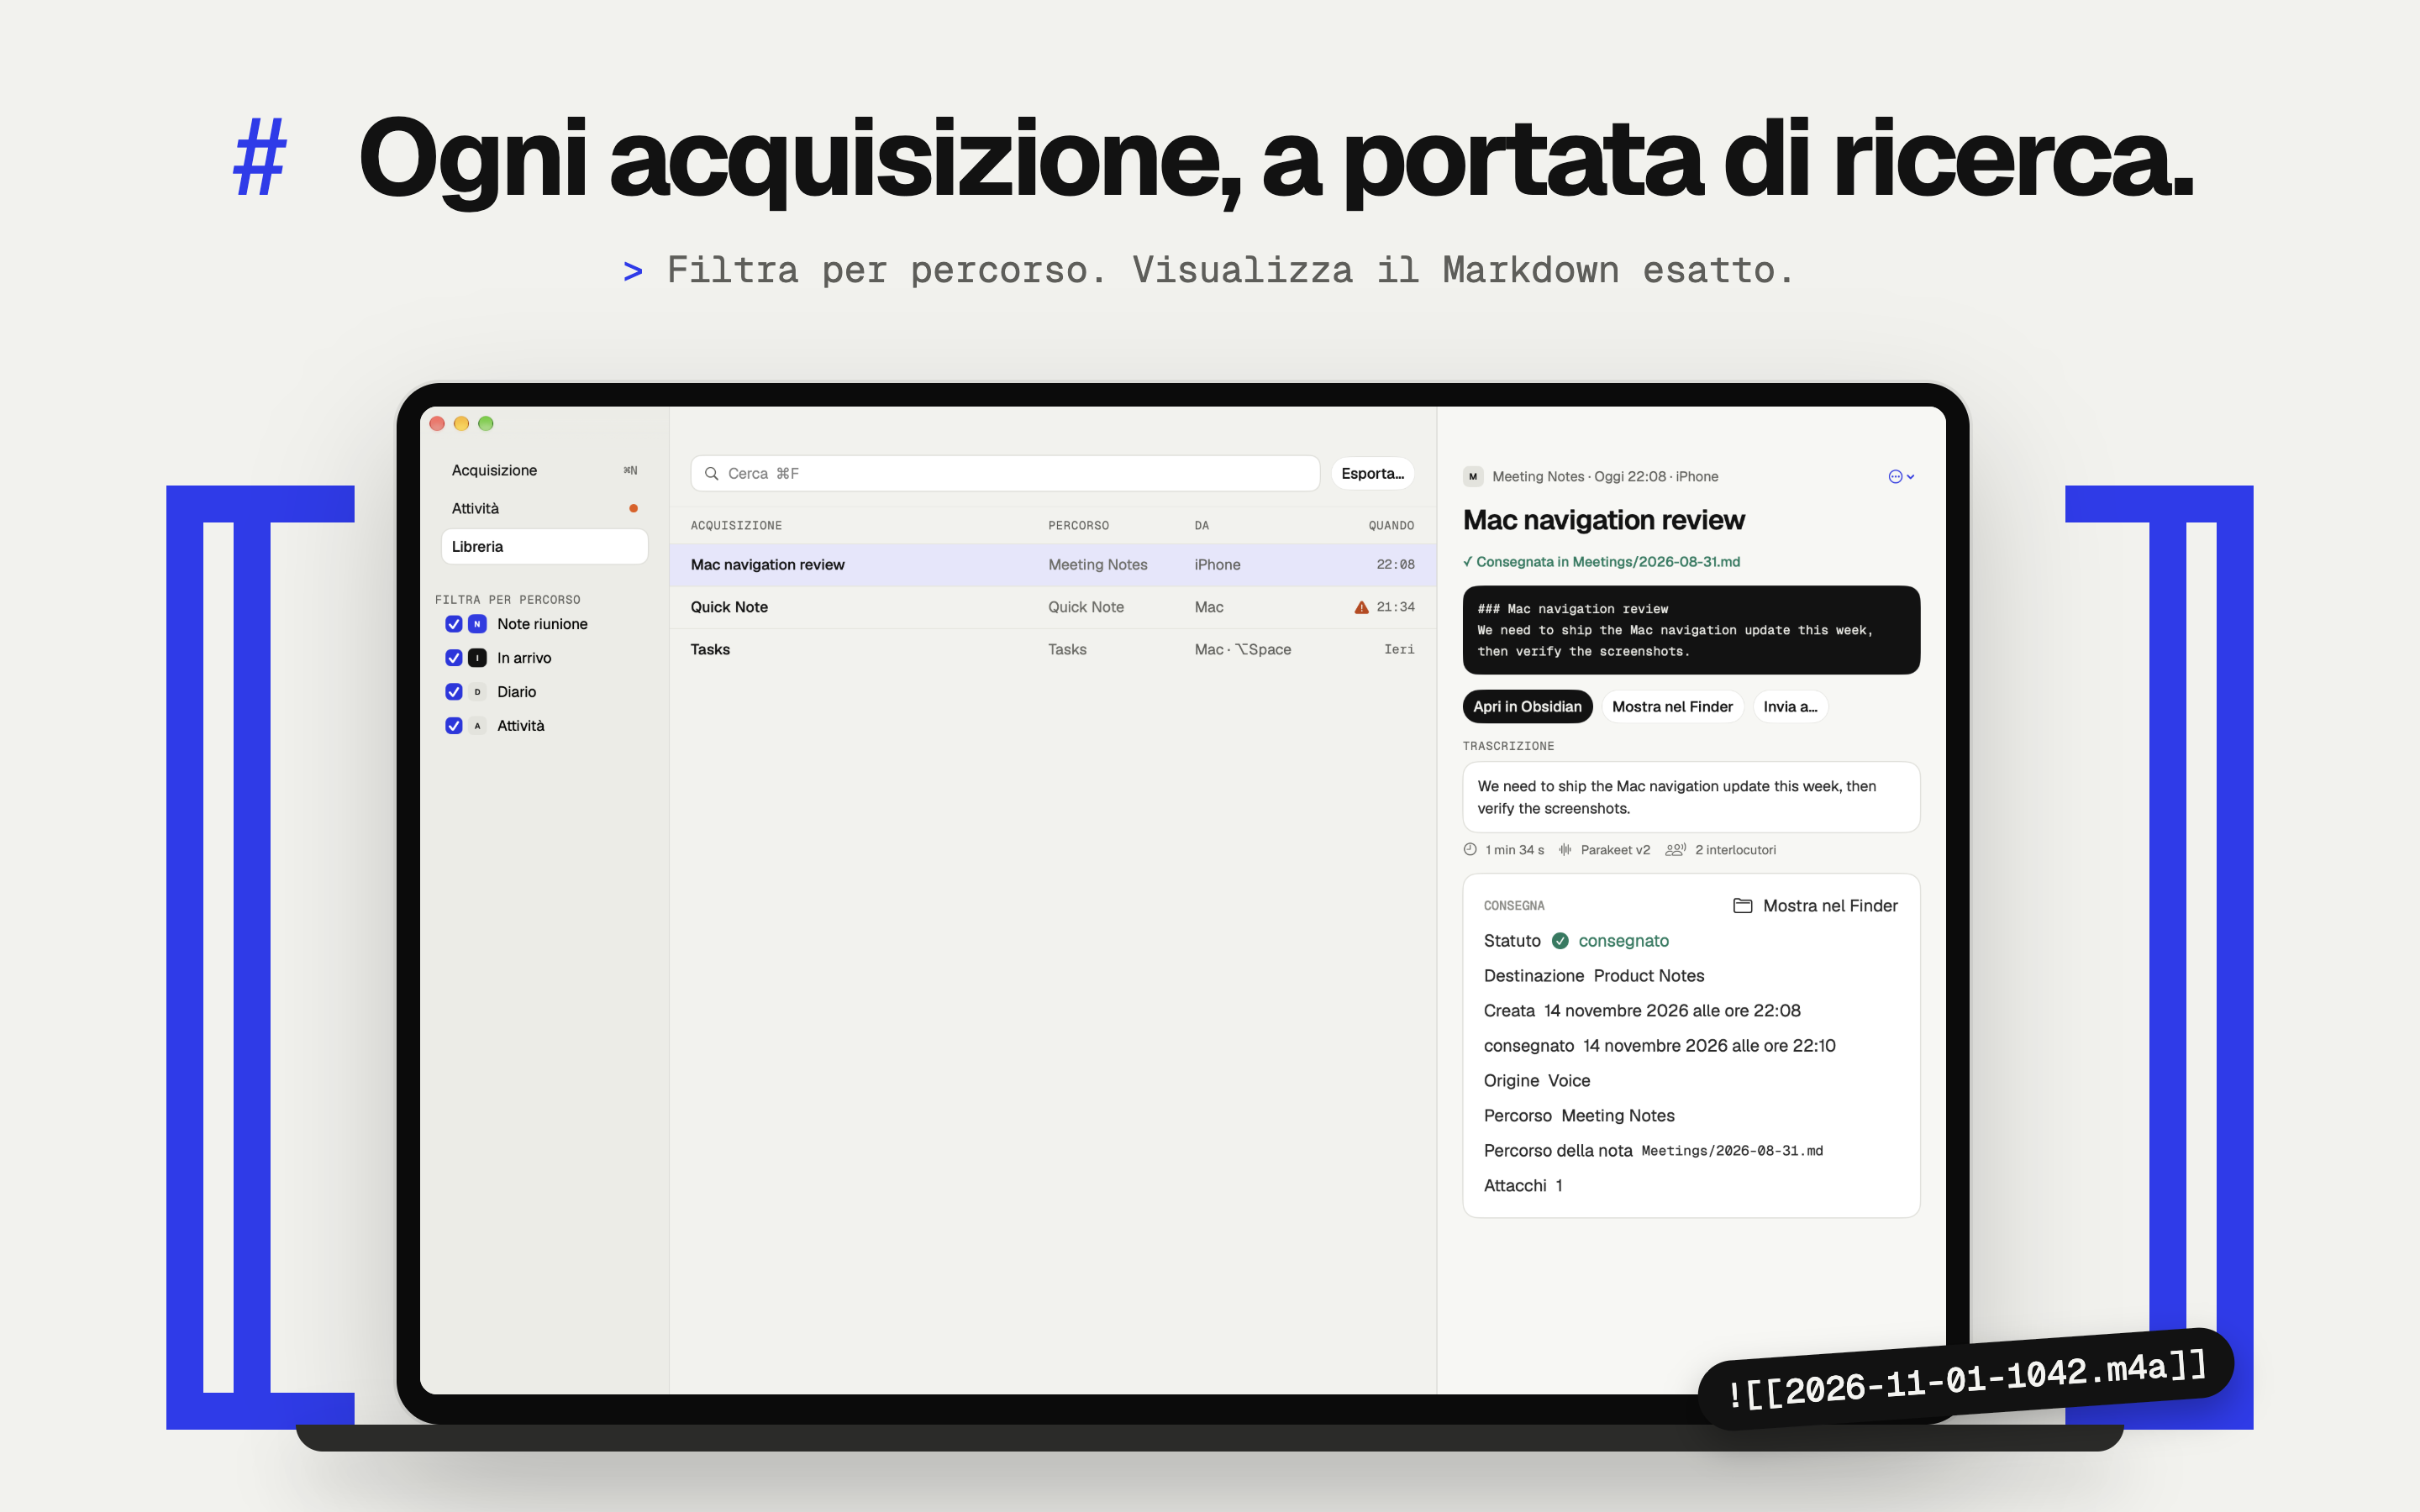 # Ogni acquisizione, a portata di ricerca.
> Filtra per percorso. Visualizza il Markdown esatto.
Acquisizione ⌘N
Attività
Libreria
FILTRA PER PERCORSO
N Note riunione
I In arrivo
D Diario
A Attività
Cerca ⌘F
Esporta...
ACQUISIZIONE PERCORSO DA QUANDO
Mac navigation review Meeting Notes iPhone 22:08
Quick Note Quick Note Mac 21:34
Tasks Tasks Mac · ⌥Space Ieri
M Meeting Notes · Oggi 22:08 · iPhone
Mac navigation review
✓ Consegnata in Meetings/2026-08-31.md
### Mac navigation review
We need to ship the Mac navigation update this week,
then verify the screenshots.
Apri in Obsidian Mostra nel Finder Invia a...
TRASCRIZIONE
We need to ship the Mac navigation update this week, then
verify the screenshots.
1 min 34 s Parakeet v2 2 interlocutori
CONSEGNA Mostra nel Finder
Statuto consegnato
Destinazione Product Notes
Creata 14 novembre 2026 alle ore 22:08
consegnato 14 novembre 2026 alle ore 22:10
Origine Voice
Percorso Meeting Notes
Percorso della nota Meetings/2026-08-31.md
Attacchi 1
![[2026-11-01-1042.m4a]]